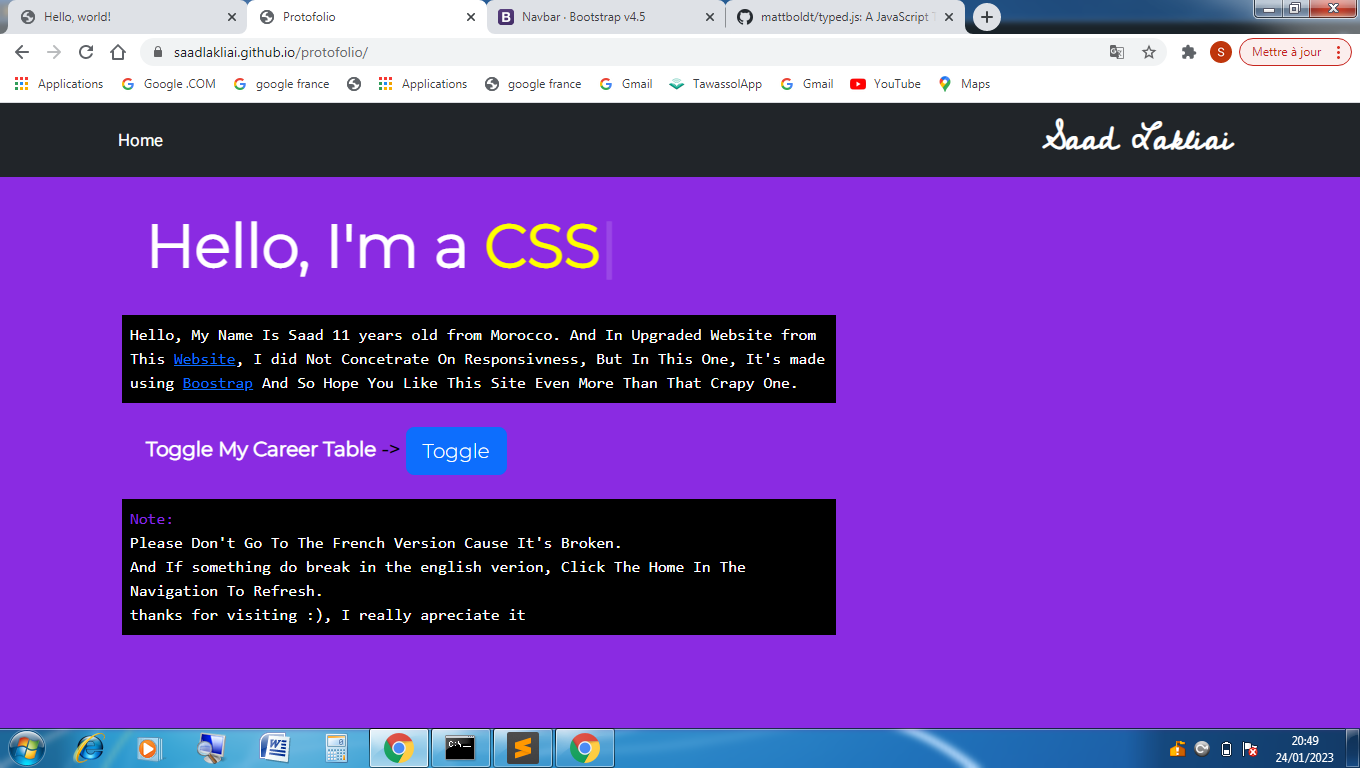 Hello, world!
Protofolio
Navbar · Bootstrap v4.5
mattboldt/typed.js: A JavaScript
saadlakliai.github.io/protofolio/
S
Mettre à jour
Applications
Google .COM
google france
Applications
google france
Gmail
TawassolApp
Gmail
YouTube
Maps
Home
Saad Lakliai
Hello, I'm a CSS
Hello, My Name Is Saad 11 years old from Morocco. And In Upgraded Website from
This Website, I did Not Concetrate On Responsivness, But In This One, It's made
using Boostrap And So Hope You Like This Site Even More Than That Crapy One.
Toggle My Career Table -> Toggle
Note:
Please Don't Go To The French Version Cause It's Broken.
And If something do break in the english verion, Click The Home In The
Navigation To Refresh.
thanks for visiting :), I really apreciate it
20:49
24/01/2023